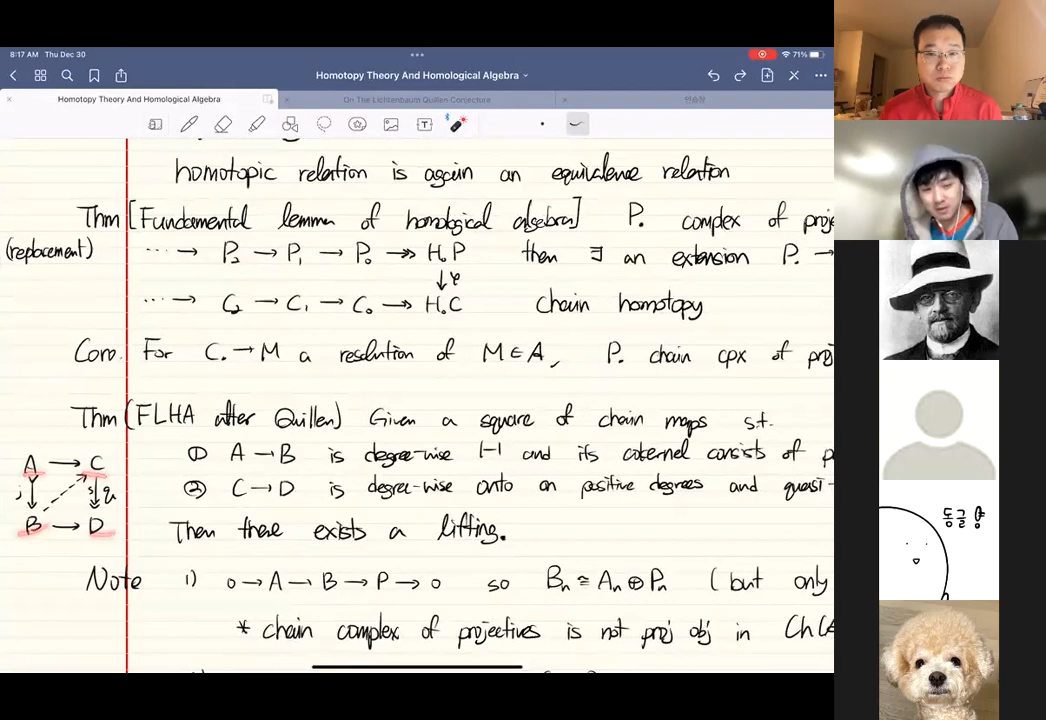 8:17 AM Thu Dec 30
71%
Homotopy Theory And Homological Algebra
Homotopy Theory And Homological Algebra
On The Lichtenbaum Quillen Conjecture
연습장
homotopic relation is again an equivalence relation
Thm [Fundamental lemma of homological algebra] P. complex of proje
(replacement) ⋯ → P₂ → P₁ → P₀ ↠ H₀P then ∃ an extension P. →
↓φ
⋯ → C₂ → C₁ → C₀ ↠ H₀C chain homotopy
Coro. For C. → M a resolution of M∈A, P. chain cpx of proj
Thm (FLHA after Quillen) Given a square of chain maps s.t.
① A → B is degree-wise 1-1 and its cokernel consists of p
② C → D is degree-wise onto on positive degrees and quasi-
A → C
B → D
Then there exists a lifting.
Note 1) 0 → A → B → P → 0 so Bₙ ≅ Aₙ ⊕ Pₙ (but only
* chain complex of projectives is not proj obj in Ch(A
동글양